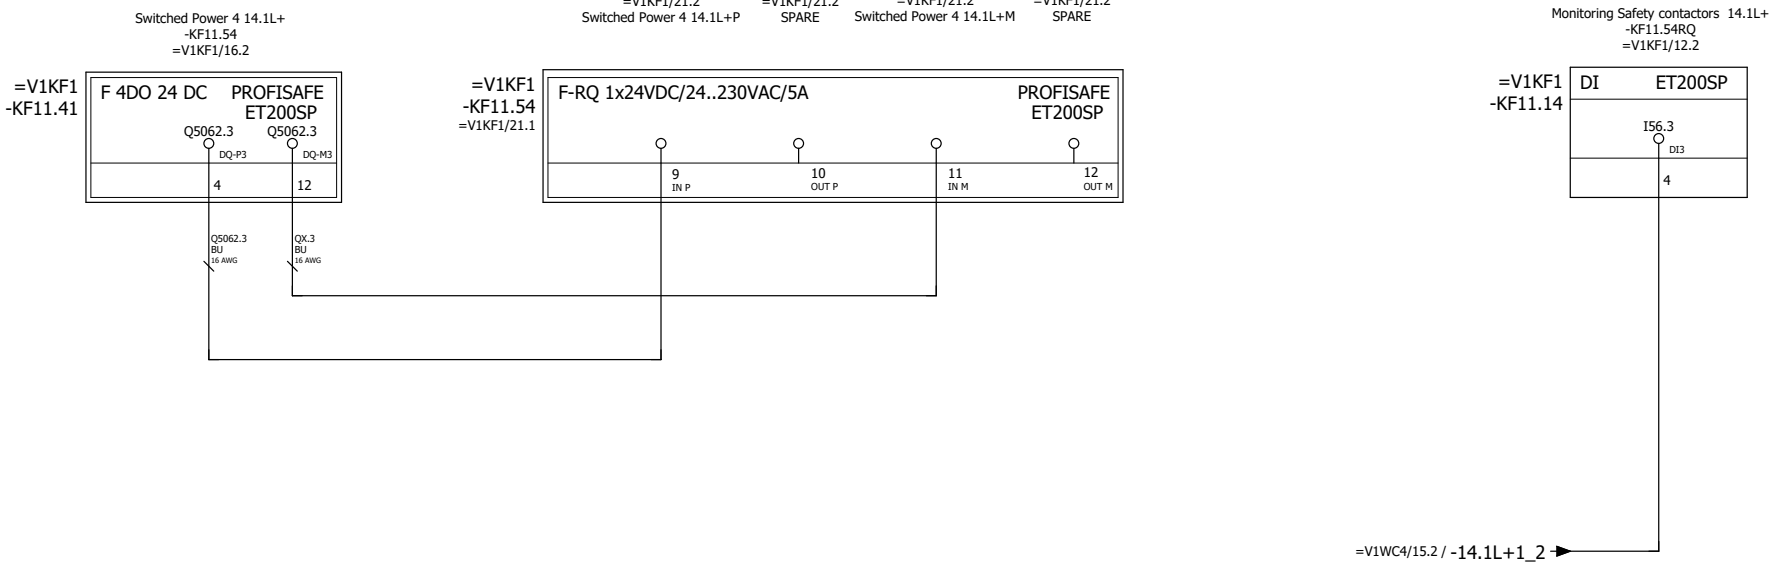 Switched Power 4 14.1L+
-KF11.54
=V1KF1/16.2
=V1KF1/21.2
Switched Power 4 14.1L+P
=V1KF1/21.2
SPARE
=V1KF1/21.2
Switched Power 4 14.1L+M
=V1KF1/21.2
SPARE
Monitoring Safety contactors 14.1L+
-KF11.54RQ
=V1KF1/12.2
=V1KF1
-KF11.41
F 4DO 24 DC PROFISAFE
ET200SP
Q5062.3 Q5062.3
DQ-P3 DQ-M3
4 12
Q5062.3
BU
16 AWG
QX.3
BU
16 AWG
=V1KF1
-KF11.54
=V1KF1/21.1
F-RQ 1x24VDC/24..230VAC/5A PROFISAFE
ET200SP
9
IN P
10
OUT P
11
IN M
12
OUT M
=V1KF1
-KF11.14
DI ET200SP
I56.3
DI3
4
=V1WC4/15.2 / -14.1L+1_2